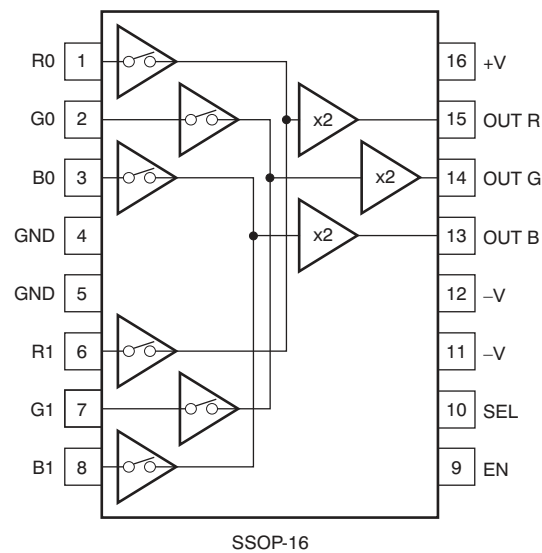 R0 1 16 +V
G0 2 x2 15 OUT R
B0 3 x2 14 OUT G
GND 4 x2 13 OUT B
GND 5 12 −V
R1 6 11 −V
G1 7 10 SEL
B1 8 9 EN
SSOP-16